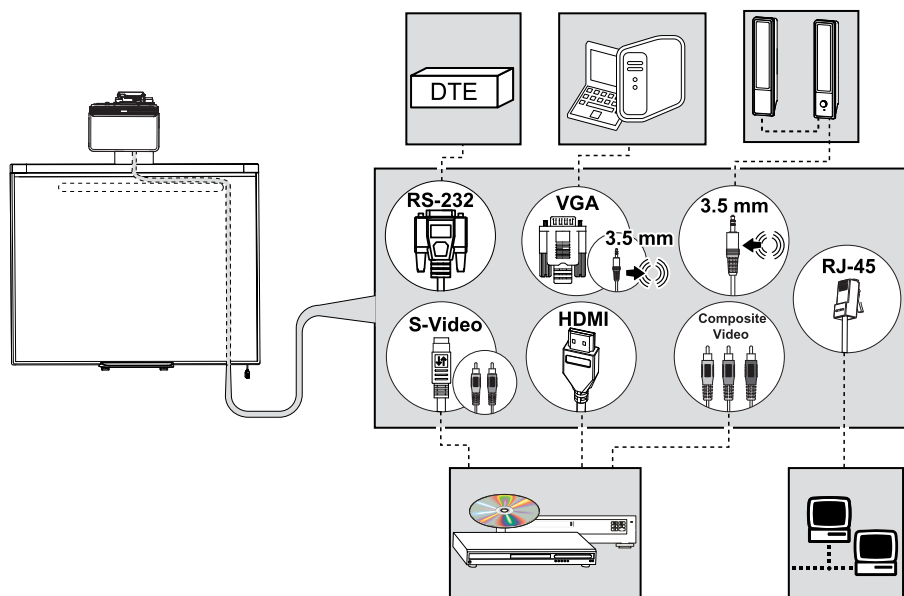 DTE
RS-232
VGA
3.5 mm
3.5 mm
RJ-45
S-Video
HDMI
Composite
Video